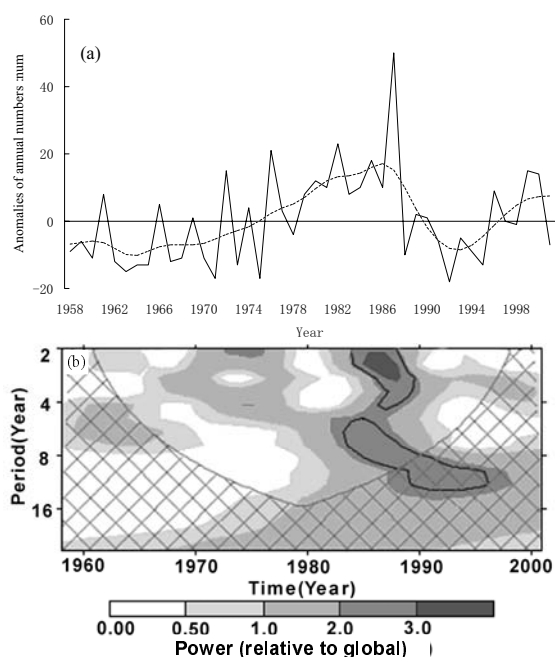 60
(a)
40
20
0
-20
Anomalies of annual numbers :num
1958 1962 1966 1970 1974 1978 1982 1986 1990 1994 1998
Year
(b)
2
4
8
16
Period(Year)
1960 1970 1980 1990 2000
Time(Year)
0.00 0.50 1.0 2.0 3.0
Power (relative to global) )